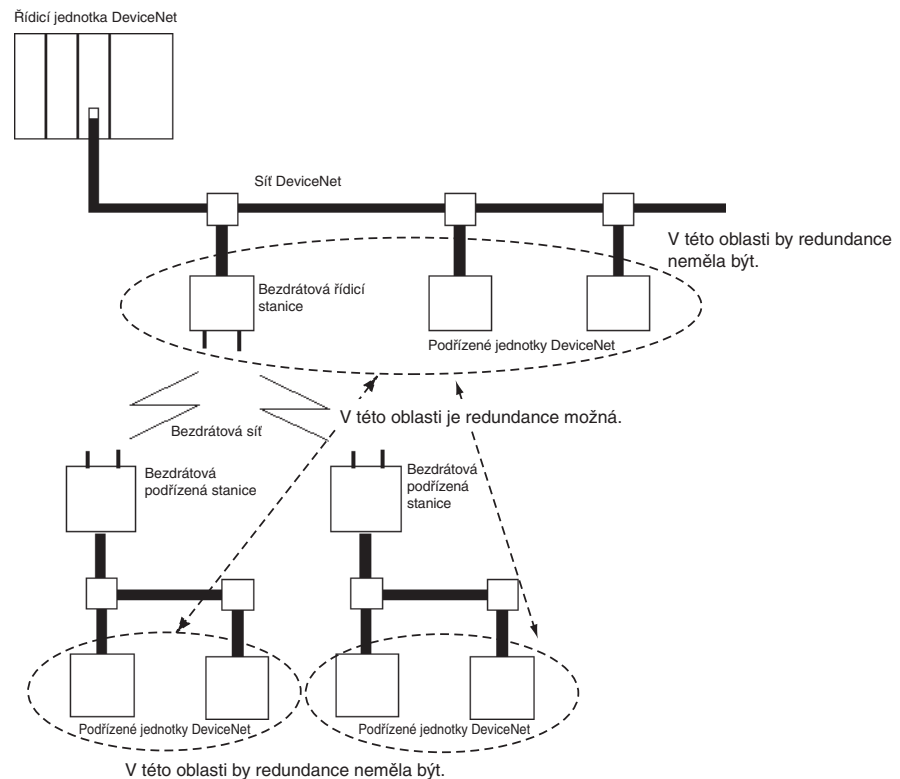 Řídicí jednotka DeviceNet
Síť DeviceNet
V této oblasti by redundance
neměla být.
Bezdrátová řídicí
stanice
Podřízené jednotky DeviceNet
V této oblasti je redundance možná.
Bezdrátová síť
Bezdrátová
podřízená stanice
Bezdrátová
podřízená
stanice
Podřízené jednotky DeviceNet
Podřízené jednotky DeviceNet
V této oblasti by redundance neměla být.